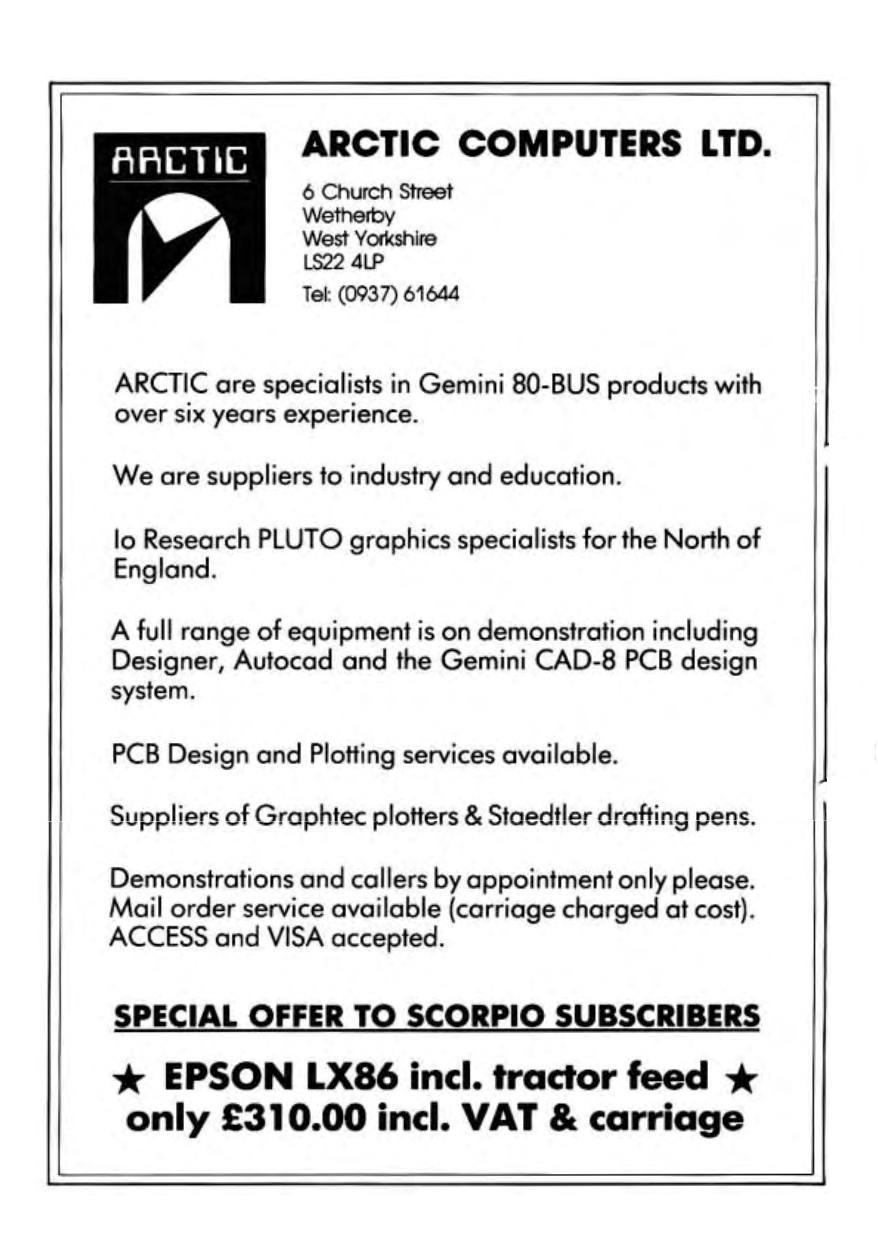 ARCTIC
ARCTIC COMPUTERS LTD.
6 Church Street
Wetherby
West Yorkshire
LS22 4LP
Tel: (0937) 61644
ARCTIC are specialists in Gemini 80-BUS products with
over six years experience.
We are suppliers to industry and education.
Io Research PLUTO graphics specialists for the North of
England.
A full range of equipment is on demonstration including
Designer, Autocad and the Gemini CAD-8 PCB design
system.
PCB Design and Plotting services available.
Suppliers of Graphtec plotters & Staedtler drafting pens.
Demonstrations and callers by appointment only please.
Mail order service available (carriage charged at cost).
ACCESS and VISA accepted.
SPECIAL OFFER TO SCORPIO SUBSCRIBERS
★ EPSON LX86 incl. tractor feed ★
only £310.00 incl. VAT & carriage